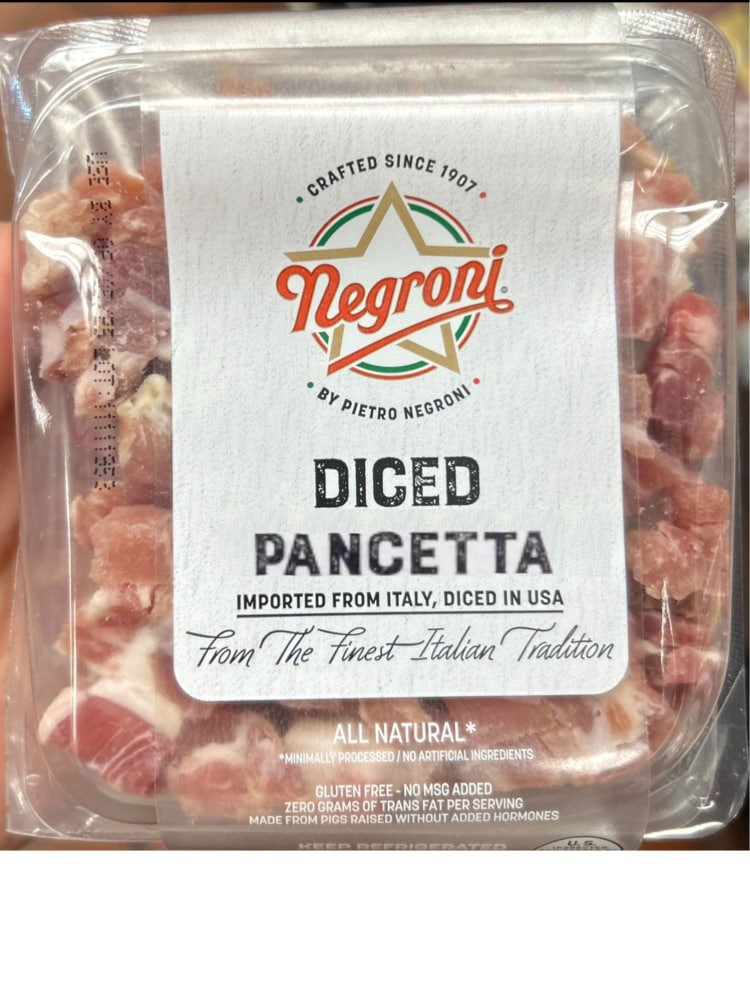 CRAFTED SINCE 1907
Negroni®
BY PIETRO NEGRONI
DICED
PANCETTA
IMPORTED FROM ITALY, DICED IN USA
From The Finest Italian Tradition
ALL NATURAL*
*MINIMALLY PROCESSED / NO ARTIFICIAL INGREDIENTS
GLUTEN FREE - NO MSG ADDED
ZERO GRAMS OF TRANS FAT PER SERVING
MADE FROM PIGS RAISED WITHOUT ADDED HORMONES
KEEP REFRIGERATED
U.S.